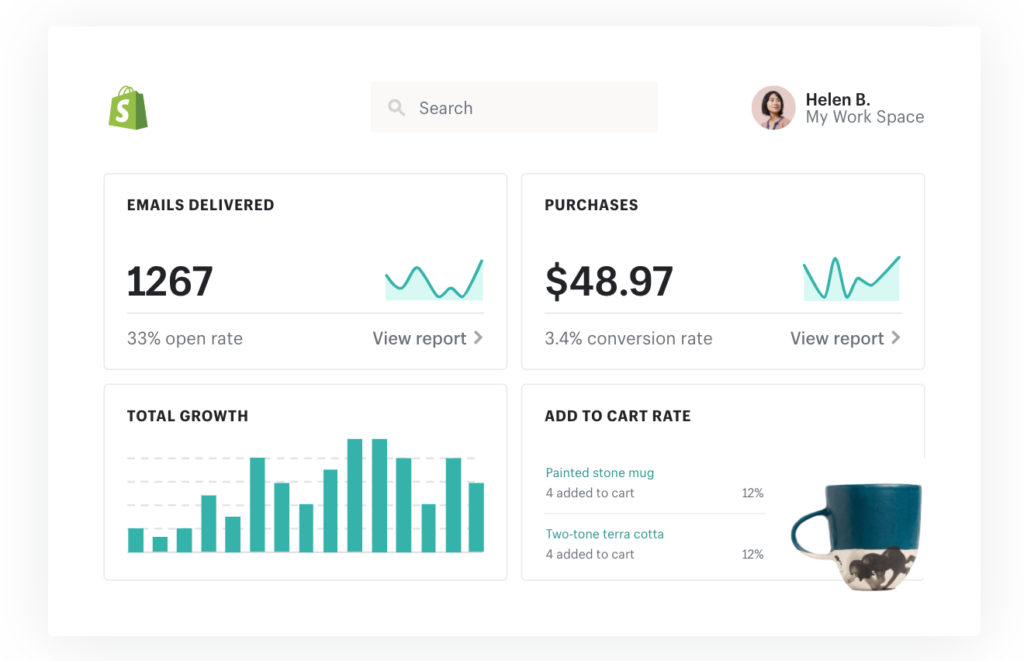 S
Search
Helen B.
My Work Space
EMAILS DELIVERED
1267
33% open rate
View report
PURCHASES
$48.97
3.4% conversion rate
View report
TOTAL GROWTH
ADD TO CART RATE
Painted stone mug
4 added to cart 12%
Two-tone terra cotta
4 added to cart 12%